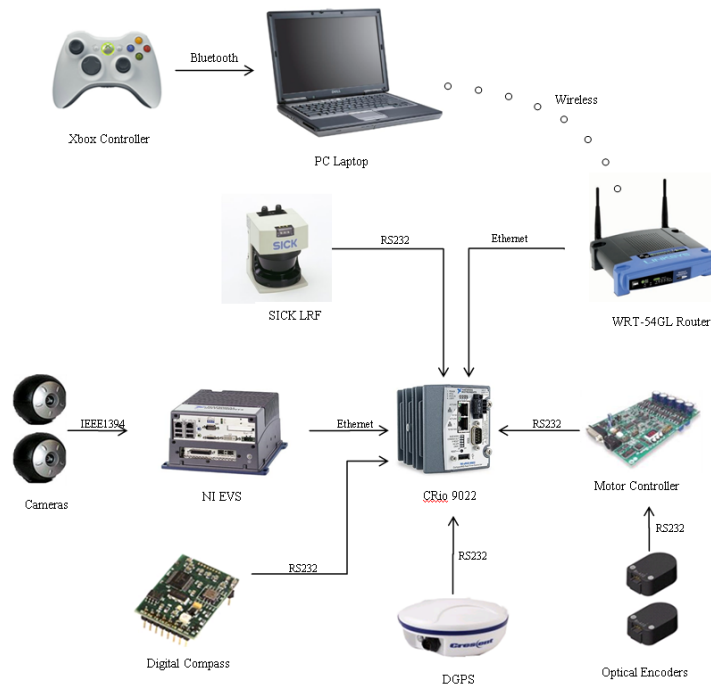 Bluetooth
Wireless
Xbox Controller
PC Laptop
RS232
Ethernet
SICK
SICK LRF
WRT-54GL Router
IEEE1394
Ethernet
RS232
Cameras
NI EVS
CRio 9022
Motor Controller
RS232
RS232
RS232
Crescent
Digital Compass
DGPS
Optical Encoders